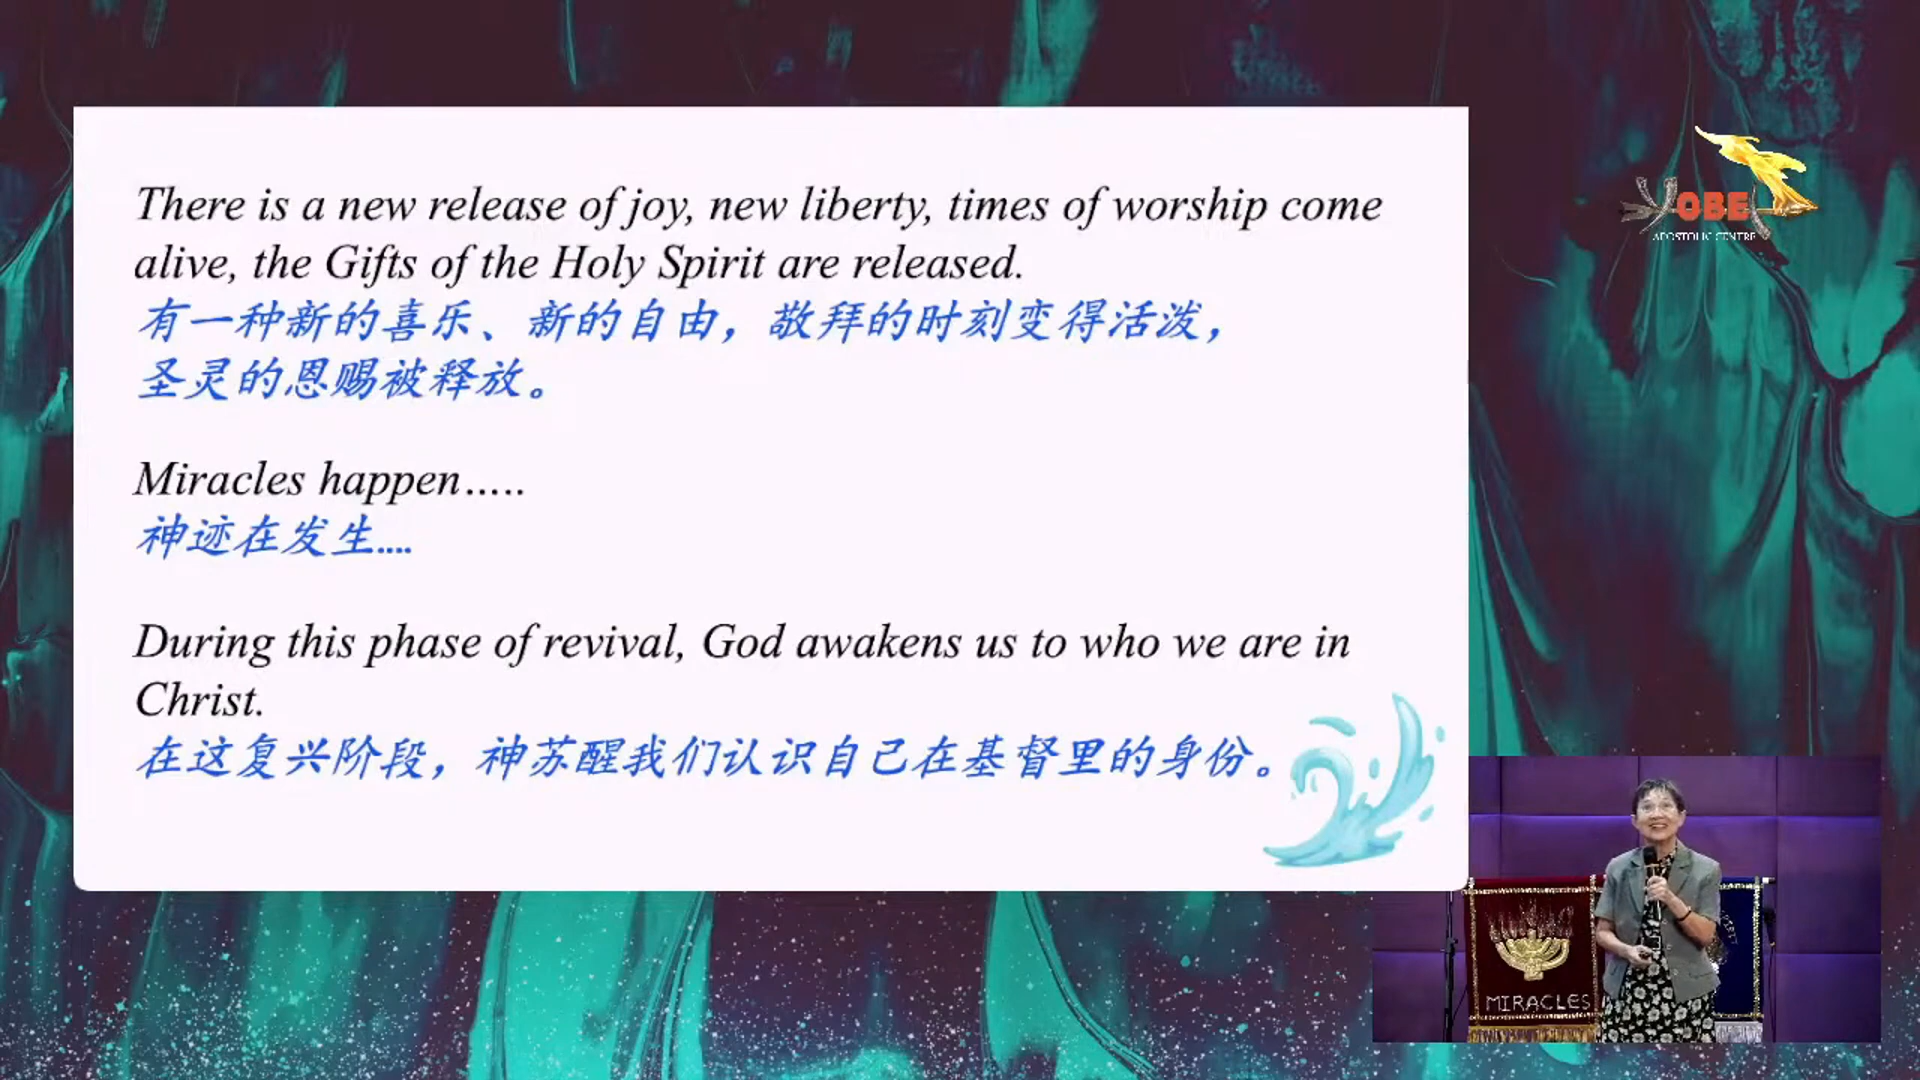 There is a new release of joy, new liberty, times of worship come
alive, the Gifts of the Holy Spirit are released.
有一种新的喜乐、新的自由，敬拜的时刻变得活泼，
圣灵的恩赐被释放。
Miracles happen…..
神迹在发生....
During this phase of revival, God awakens us to who we are in
Christ.
在这复兴阶段，神苏醒我们认识自己在基督里的身份。
YOBEL
APOSTOLIC CENTRE
MIRACLES